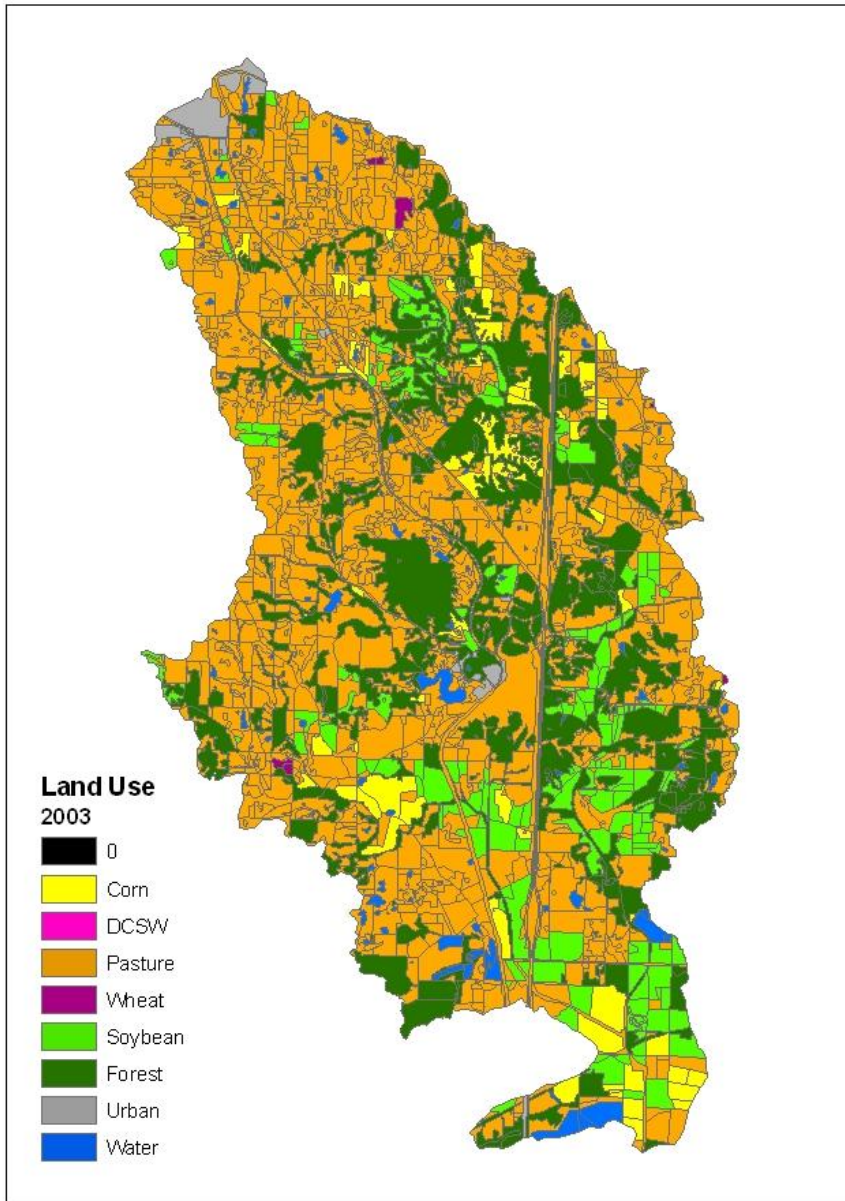 Land Use
2003
0
Corn
DCSW
Pasture
Wheat
Soybean
Forest
Urban
Water